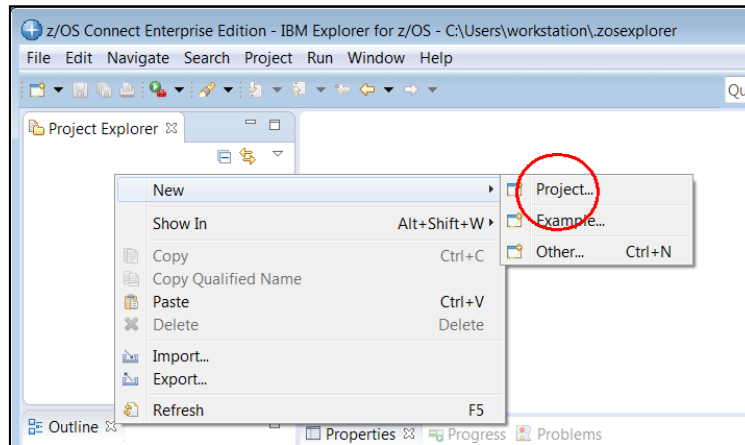 z/OS Connect Enterprise Edition - IBM Explorer for z/OS - C:\Users\workstation\.zosexplorer
File Edit Navigate Search Project Run Window Help
Qu
Project Explorer
New
Project...
Show In Alt+Shift+W
Example...
Other... Ctrl+N
Copy Ctrl+C
Copy Qualified Name
Paste Ctrl+V
Delete Delete
Import...
Export...
Refresh F5
Outline
Properties Progress Problems